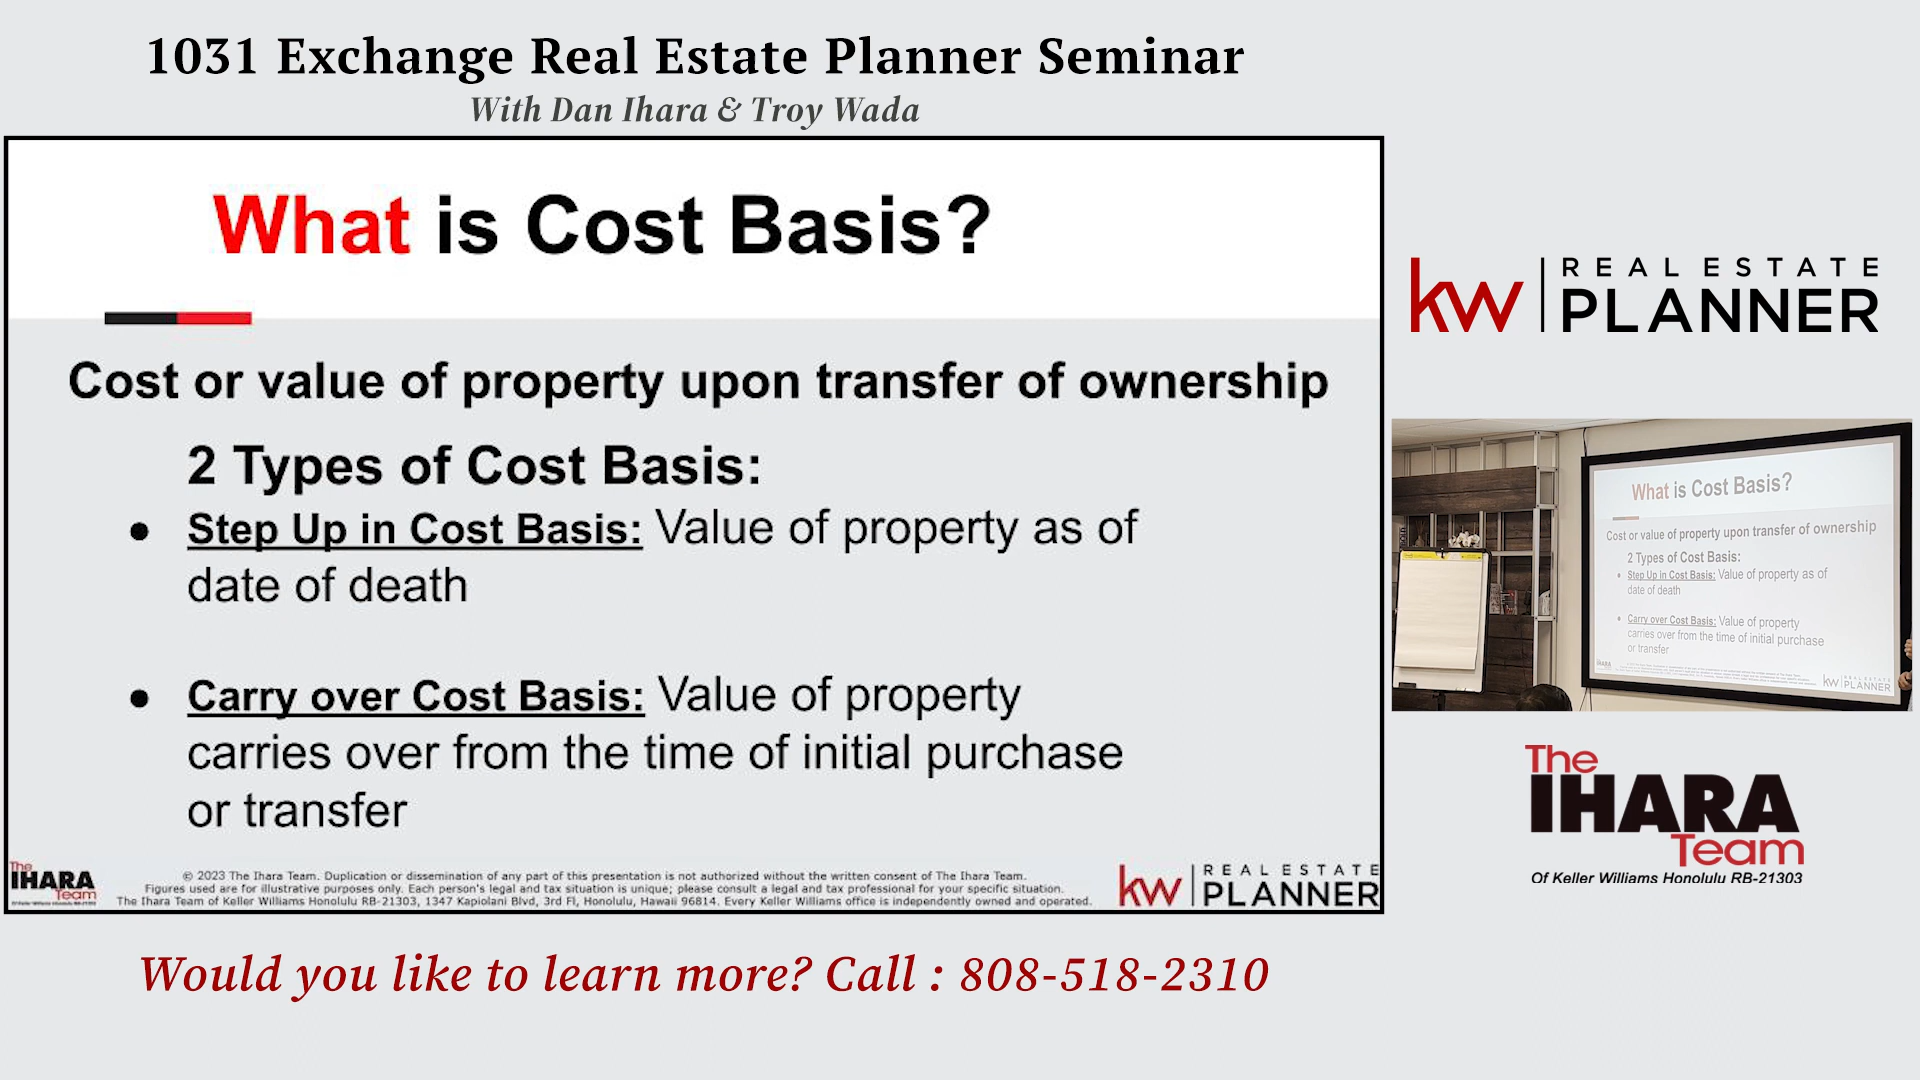 1031 Exchange Real Estate Planner Seminar
With Dan Ihara & Troy Wada
What is Cost Basis?
Cost or value of property upon transfer of ownership
2 Types of Cost Basis:
● Step Up in Cost Basis: Value of property as of
date of death
● Carry over Cost Basis: Value of property
carries over from the time of initial purchase
or transfer
The
IHARA
Team
© 2023 The Ihara Team. Duplication or dissemination of any part of this presentation is not authorized without the written consent of The Ihara Team.
Figures used are for illustrative purposes only. Each person's legal and tax situation is unique; please consult a legal and tax professional for your specific situation.
The Ihara Team of Keller Williams Honolulu RB-21303, 1347 Kapiolani Blvd, 3rd Fl, Honolulu, Hawaii 96814. Every Keller Williams office is independently owned and operated.
kw REAL ESTATE
PLANNER
kw REAL ESTATE
PLANNER
What is Cost Basis?
Cost or value of property upon transfer of ownership
2 Types of Cost Basis:
● Step Up in Cost Basis: Value of property as of
date of death
● Carry over Cost Basis: Value of property
carries over from the time of initial purchase
or transfer
kw REAL ESTATE
PLANNER
The
IHARA
Team
Of Keller Williams Honolulu RB-21303
Would you like to learn more? Call : 808-518-2310